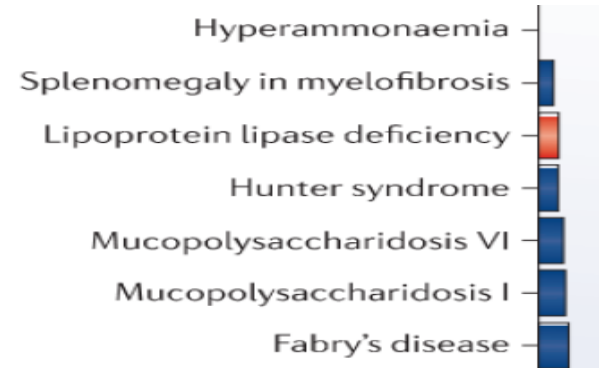 Hyperammonaemia
Splenomegaly in myelofibrosis
Lipoprotein lipase deficiency
Hunter syndrome
Mucopolysaccharidosis VI
Mucopolysaccharidosis I
Fabry’s disease